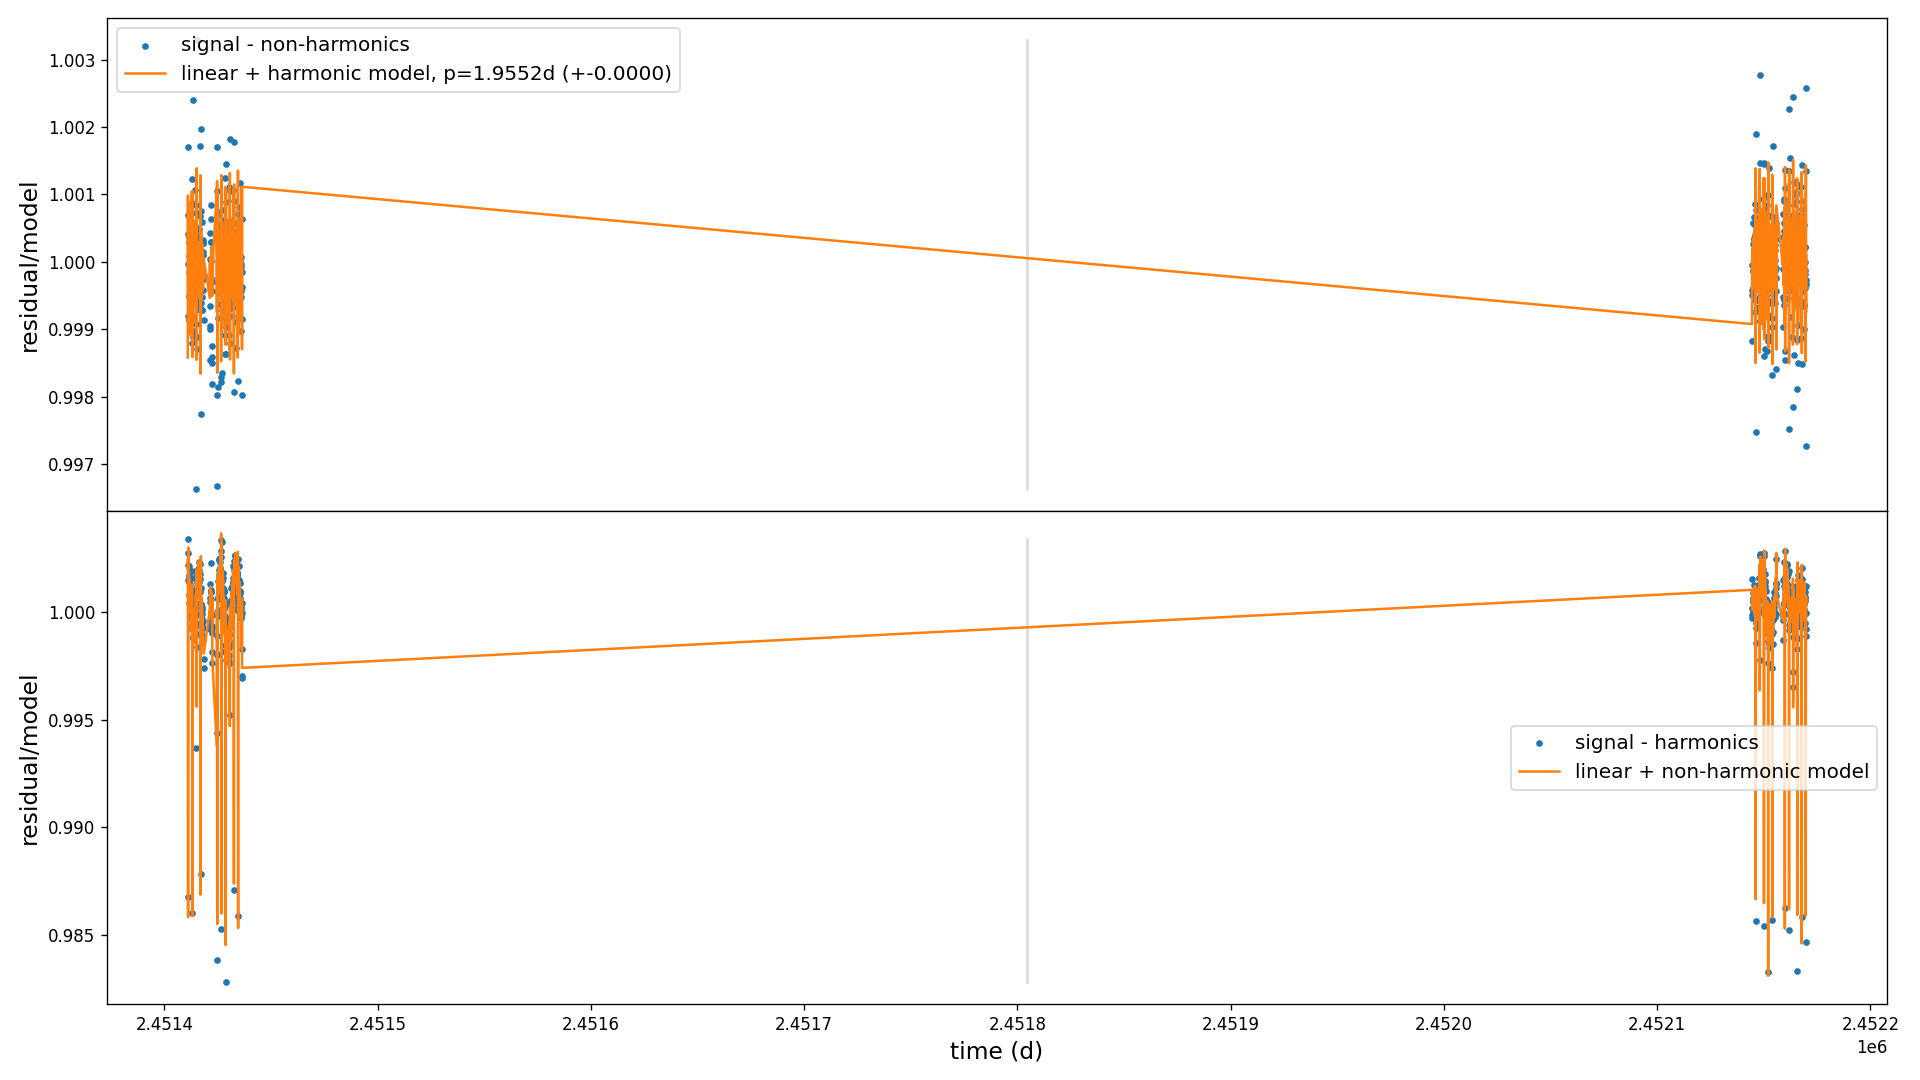 signal - non-harmonics
linear + harmonic model, p=1.9552d (+-0.0000)
1.003
1.002
1.001
1.000
0.999
0.998
0.997
residual/model
1.000
0.995
0.990
0.985
residual/model
signal - harmonics
linear + non-harmonic model
2.4514
2.4515
2.4516
2.4517
2.4518
2.4519
2.4520
2.4521
2.4522
time (d)
1e6